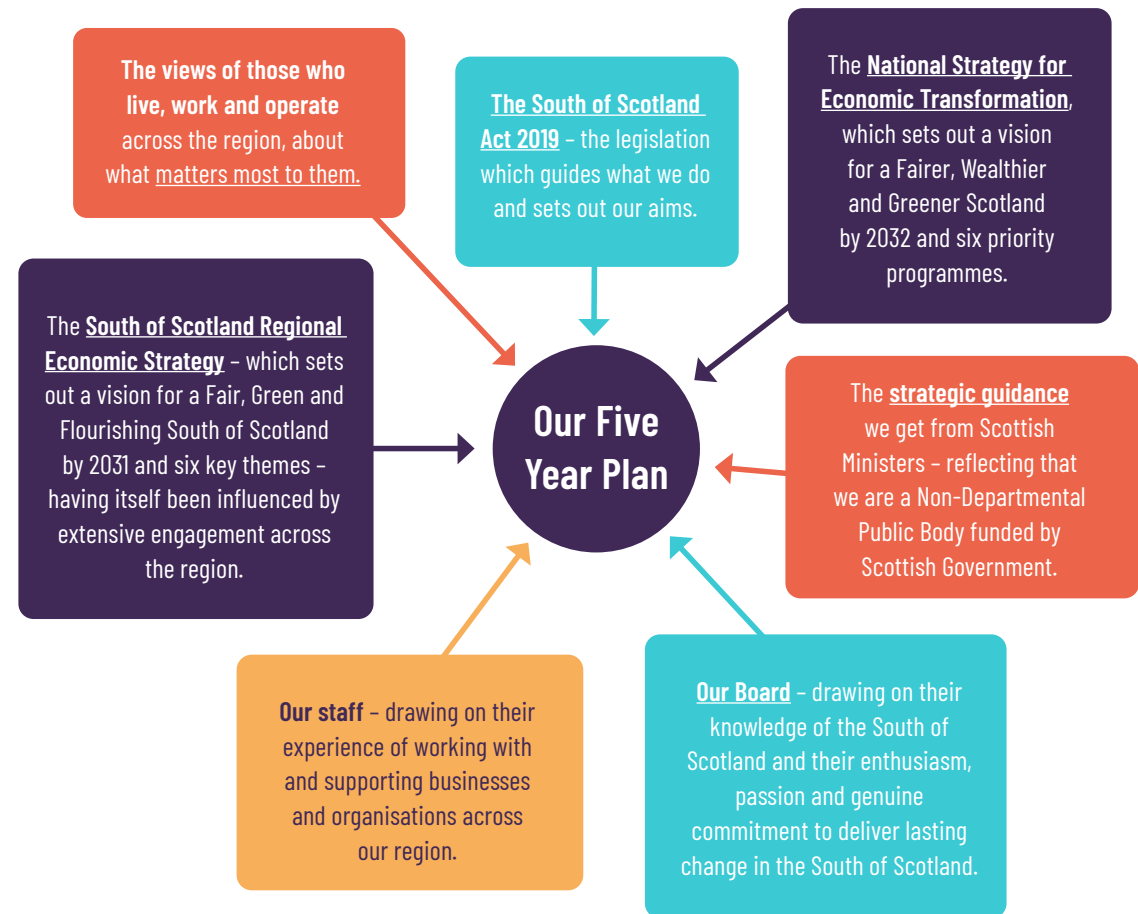 The views of those who
live, work and operate
across the region, about
what matters most to them.
The South of Scotland
Act 2019 – the legislation
which guides what we do
and sets out our aims.
The National Strategy for
Economic Transformation,
which sets out a vision
for a Fairer, Wealthier
and Greener Scotland
by 2032 and six priority
programmes.
The South of Scotland Regional
Economic Strategy – which sets
out a vision for a Fair, Green and
Flourishing South of Scotland
by 2031 and six key themes –
having itself been influenced by
extensive engagement across
the region.
Our Five
Year Plan
The strategic guidance
we get from Scottish
Ministers – reflecting that
we are a Non-Departmental
Public Body funded by
Scottish Government.
Our staff – drawing on their
experience of working with
and supporting businesses
and organisations across
our region.
Our Board – drawing on their
knowledge of the South of
Scotland and their enthusiasm,
passion and genuine
commitment to deliver lasting
change in the South of Scotland.